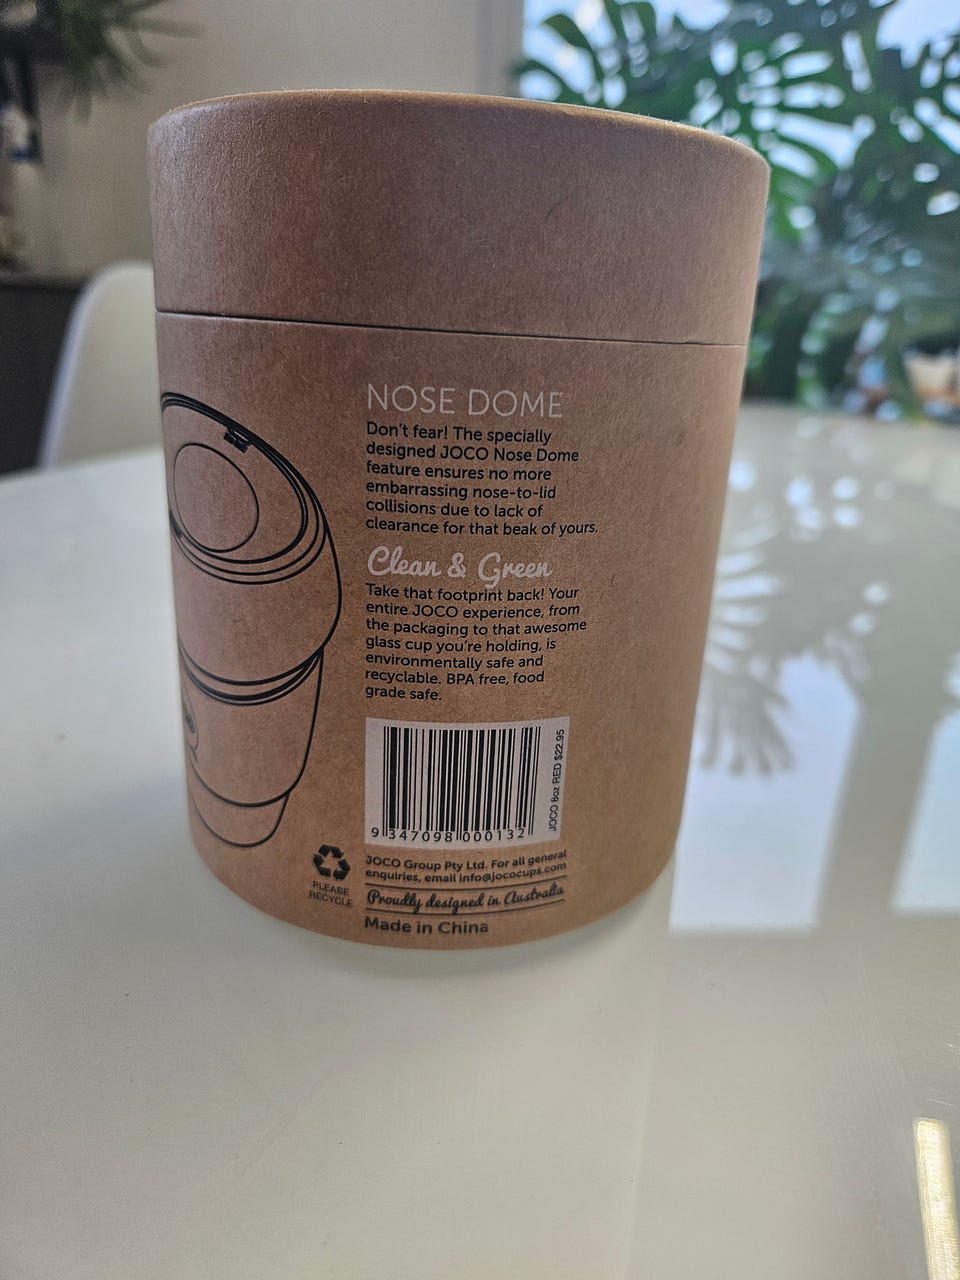 NOSE DOME
Don't fear! The specially
designed JOCO Nose Dome
feature ensures no more
embarrassing nose-to-lid
collisions due to lack of
clearance for that beak of yours.
Clean & Green
Take that footprint back! Your
entire JOCO experience, from
the packaging to that awesome
glass cup you're holding, is
environmentally safe and
recyclable. BPA free, food
grade safe.
JOCO 8oz RED $22.95
9 347098 000132
PLEASE
RECYCLE
JOCO Group Pty Ltd. For all general
enquiries, email info@jococups.com
Proudly designed in Australia
Made in China